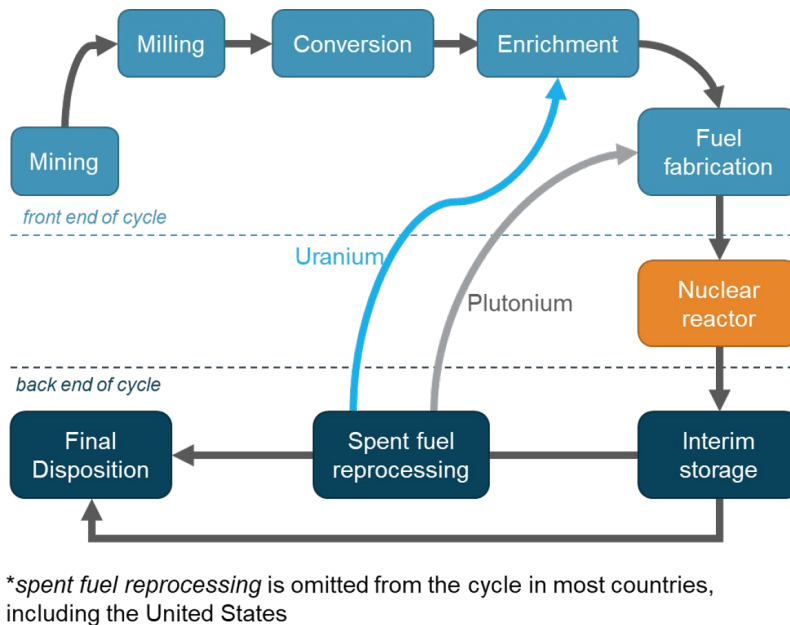 Milling
Conversion
Enrichment
Mining
Fuel
fabrication
front end of cycle
Uranium
Plutonium
Nuclear
reactor
back end of cycle
Final
Disposition
Spent fuel
reprocessing
Interim
storage
*spent fuel reprocessing is omitted from the cycle in most countries,
including the United States